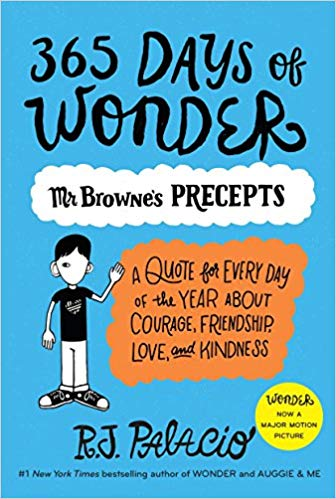 365 DAYS of
WONDER
Mr BROWNE'S PRECEPTS
A QUOTE for EVERY DAY
of the YEAR ABOUT
COURAGE, FRIENDSHIP,
LOVE, and KINDNESS
WONDER
NOW A
MAJOR MOTION
PICTURE
R.J. PALACIO
#1 New York Times bestselling author of WONDER and AUGGIE & ME